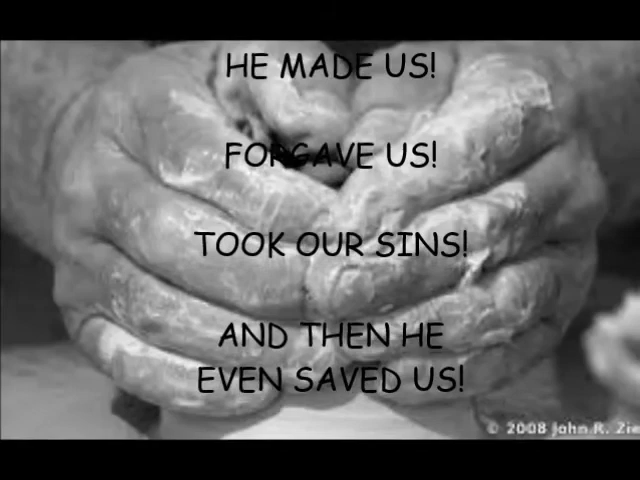 HE MADE US!
FORGAVE US!
TOOK OUR SINS!
AND THEN HE
EVEN SAVED US!
© 2008 John R.